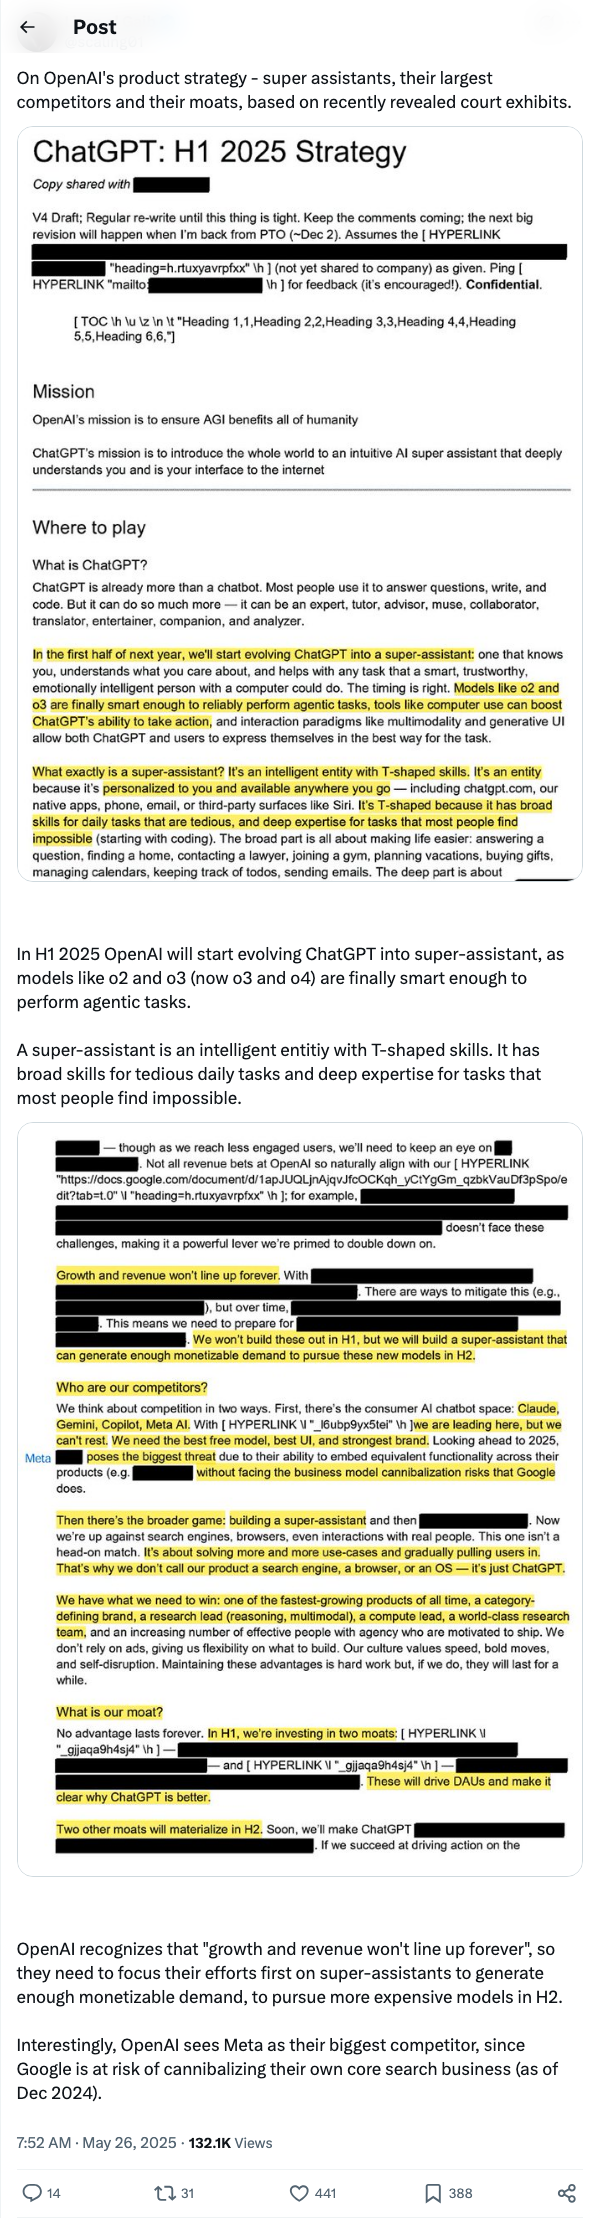 Post
On OpenAI's product strategy - super assistants, their largest
competitors and their moats, based on recently revealed court exhibits.
ChatGPT: H1 2025 Strategy
Copy shared with
V4 Draft; Regular re-write until this thing is tight. Keep the comments coming; the next big
revision will happen when I'm back from PTO (~Dec 2). Assumes the [ HYPERLINK
"heading=h.rtuxyavrpfxx" \h ] (not yet shared to company) as given. Ping [
HYPERLINK "mailto: \h ] for feedback (it's encouraged!). Confidential.
[ TOC \h \u \z \n \t "Heading 1,1,Heading 2,2,Heading 3,3,Heading 4,4,Heading
5,5,Heading 6,6,"]
Mission
OpenAI's mission is to ensure AGI benefits all of humanity
ChatGPT's mission is to introduce the whole world to an intuitive AI super assistant that deeply
understands you and is your interface to the internet
Where to play
What is ChatGPT?
ChatGPT is already more than a chatbot. Most people use it to answer questions, write, and
code. But it can do so much more — it can be an expert, tutor, advisor, muse, collaborator,
translator, entertainer, companion, and analyzer.
In the first half of next year, we'll start evolving ChatGPT into a super-assistant: one that knows
you, understands what you care about, and helps with any task that a smart, trustworthy,
emotionally intelligent person with a computer could do. The timing is right. Models like o2 and
o3 are finally smart enough to reliably perform agentic tasks, tools like computer use can boost
ChatGPT's ability to take action, and interaction paradigms like multimodality and generative UI
allow both ChatGPT and users to express themselves in the best way for the task.
What exactly is a super-assistant? It's an intelligent entity with T-shaped skills. It's an entity
because it's personalized to you and available anywhere you go — including chatgpt.com, our
native apps, phone, email, or third-party surfaces like Siri. It's T-shaped because it has broad
skills for daily tasks that are tedious, and deep expertise for tasks that most people find
impossible (starting with coding). The broad part is all about making life easier: answering a
question, finding a home, contacting a lawyer, joining a gym, planning vacations, buying gifts,
managing calendars, keeping track of todos, sending emails. The deep part is about
In H1 2025 OpenAI will start evolving ChatGPT into super-assistant, as
models like o2 and o3 (now o3 and o4) are finally smart enough to
perform agentic tasks.
A super-assistant is an intelligent entitiy with T-shaped skills. It has
broad skills for tedious daily tasks and deep expertise for tasks that
most people find impossible.
— though as we reach less engaged users, we'll need to keep an eye on
. Not all revenue bets at OpenAI so naturally align with our [ HYPERLINK
"https://docs.google.com/document/d/1apJUQLjnAjqvJfcOCKqh_yCtYgGm_qzbkVauDf3pSpo/e
dit?tab=t.0" \l "heading=h.rtuxyavrpfxx" \h ]; for example,
doesn't face these
challenges, making it a powerful lever we're primed to double down on.
Growth and revenue won't line up forever. With
. There are ways to mitigate this (e.g.,
), but over time,
. This means we need to prepare for
. We won't build these out in H1, but we will build a super-assistant that
can generate enough monetizable demand to pursue these new models in H2.
Who are our competitors?
We think about competition in two ways. First, there's the consumer AI chatbot space: Claude,
Gemini, Copilot, Meta AI. With [ HYPERLINK \l "_l6ubp9yx5tei" \h ]we are leading here, but we
can't rest. We need the best free model, best UI, and strongest brand. Looking ahead to 2025,
Meta poses the biggest threat due to their ability to embed equivalent functionality across their
products (e.g. without facing the business model cannibalization risks that Google
does.
Then there's the broader game: building a super-assistant and then . Now
we're up against search engines, browsers, even interactions with real people. This one isn't a
head-on match. It's about solving more and more use-cases and gradually pulling users in.
That's why we don't call our product a search engine, a browser, or an OS — it's just ChatGPT.
We have what we need to win: one of the fastest-growing products of all time, a category-
defining brand, a research lead (reasoning, multimodal), a compute lead, a world-class research
team, and an increasing number of effective people with agency who are motivated to ship. We
don't rely on ads, giving us flexibility on what to build. Our culture values speed, bold moves,
and self-disruption. Maintaining these advantages is hard work but, if we do, they will last for a
while.
What is our moat?
No advantage lasts forever. In H1, we're investing in two moats: [ HYPERLINK \l
"_gjjaqa9h4sj4" \h ] —
— and [ HYPERLINK \l "_gjjaqa9h4sj4" \h ] —
. These will drive DAUs and make it
clear why ChatGPT is better.
Two other moats will materialize in H2. Soon, we'll make ChatGPT
. If we succeed at driving action on the
OpenAI recognizes that "growth and revenue won't line up forever", so
they need to focus their efforts first on super-assistants to generate
enough monetizable demand, to pursue more expensive models in H2.
Interestingly, OpenAI sees Meta as their biggest competitor, since
Google is at risk of cannibalizing their own core search business (as of
Dec 2024).
7:52 AM · May 26, 2025 · 132.1K Views
14 31 441 388